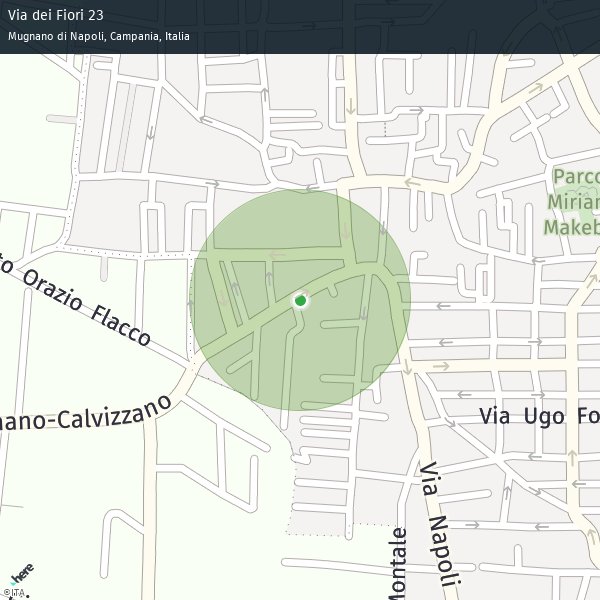 Via dei Fiori 23
Mugnano di Napoli, Campania, Italia
Parco
Miriam
Makeb
to Orazio Flacco
nano-Calvizzano
Via Ugo Fo
Via Napoli
Montale
here
©ITA